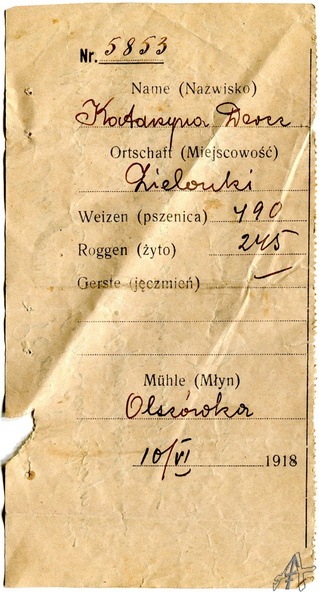 Nr. 5853
Name (Nazwisko)
Katarzyna
Ortschaft (Miejscowość)
Zielonki
Weizen (pszenica) 490
Roggen (żyto) 245
Gerste (jęczmień) —
Mühle (Młyn)
Olszówka
10/VI 1918